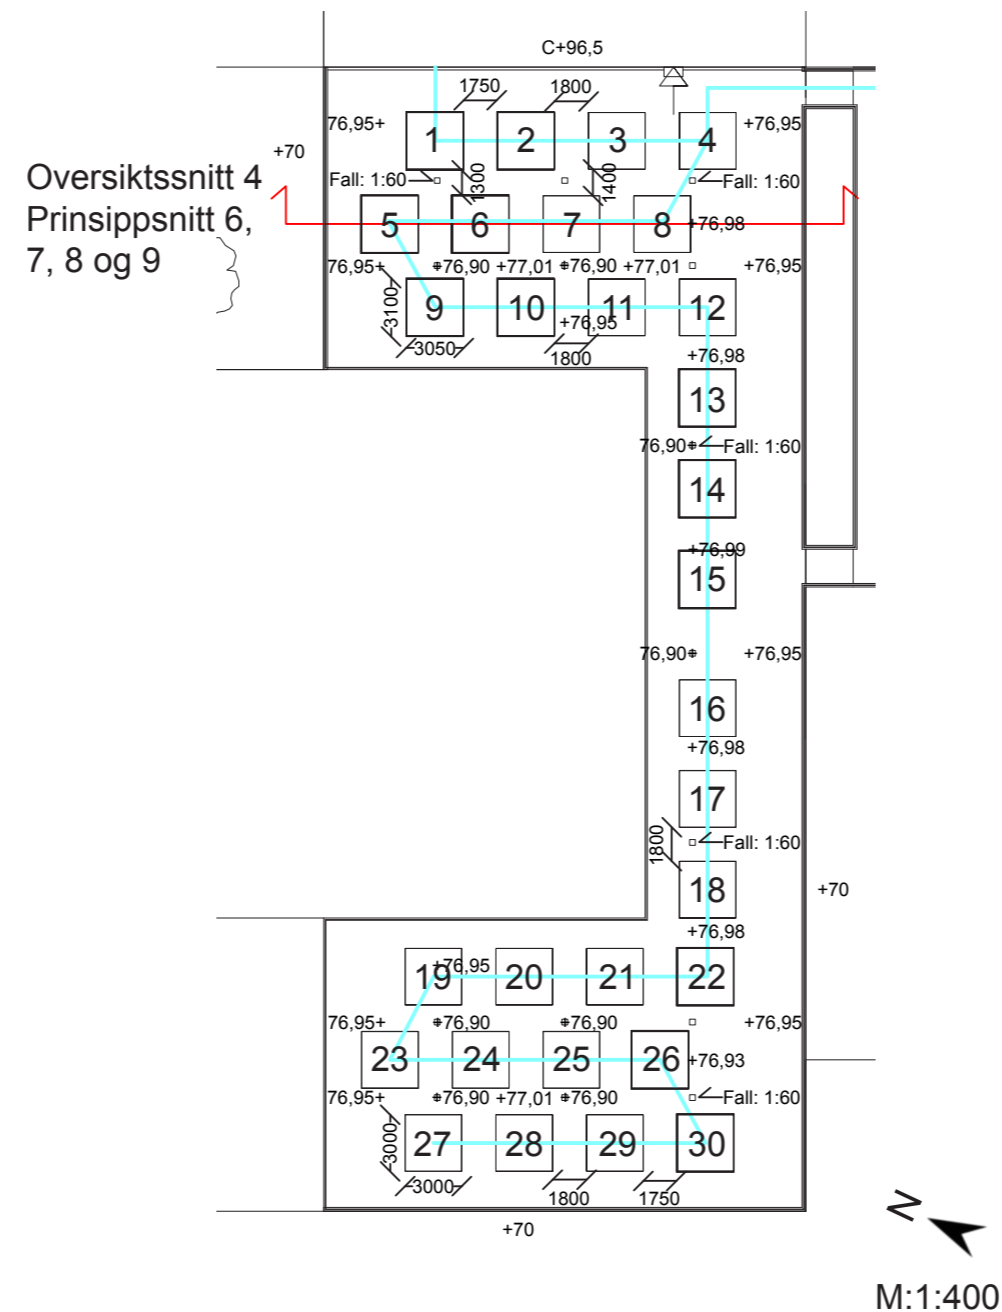 C+96,5
1750 1800
76,95+ 1 2 3 4 +76,95
+70
Oversiktssnitt 4
Prinsippsnitt 6,
7, 8 og 9
Fall: 1:60 1300 1400 Fall: 1:60
5 6 7 8 +76,98
76,95+ +76,90 +77,01 +76,90 +77,01 +76,95
3100 9 10 11 12
+76,95
3050 1800 +76,98
13
76,90+ Fall: 1:60
14
+76,99
15
76,90+ +76,95
16
+76,98
17
1800 Fall: 1:60
18
+70
+76,98
19 +76,95 20 21 22
76,95+ +76,90 +76,90 +76,95
23 24 25 26 +76,93
76,95+ +76,90 +77,01 +76,90 Fall: 1:60
3000 27 28 29 30
3000 1800 1750
+70
N
M:1:400